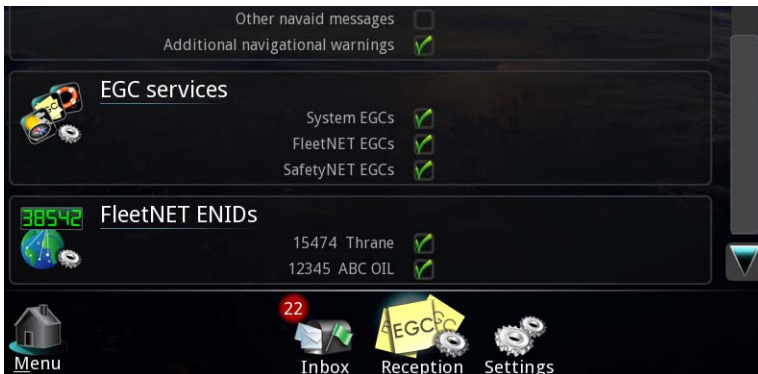 Other navaid messages
Additional navigational warnings
EGC services
System EGCs
FleetNET EGCs
SafetyNET EGCs
38542
FleetNET ENIDs
15474 Thrane
12345 ABC OIL
22
EGC
Menu
Inbox
Reception
Settings